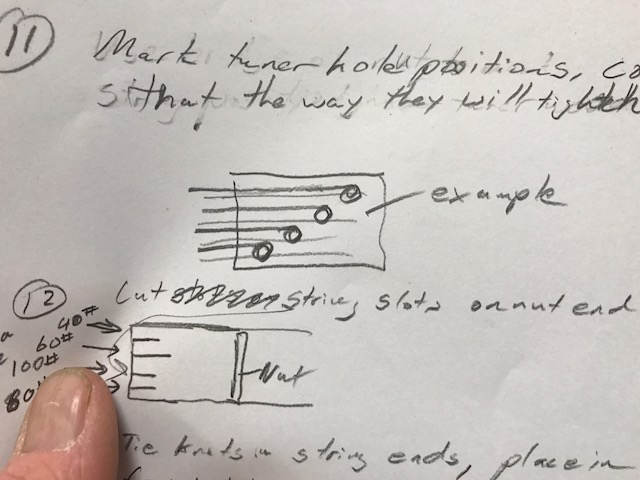 11
Mark tuner hole positions, co
S that the way they will tighten
example
12
Cut string slots on nut end
40#
60#
100#
80
Nut
Tie knots in string ends, place in